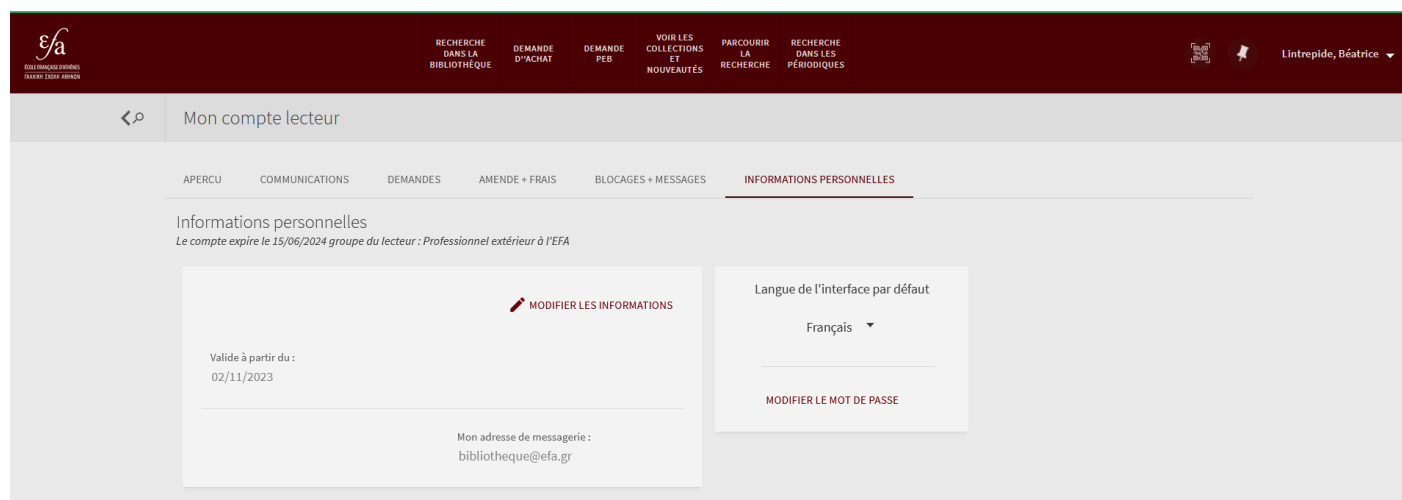 εfa
ÉCOLE FRANÇAISE D'ATHÈNES
ΓΑΛΛΙΚΗ ΣΧΟΛΗ ΑΘΗΝΩΝ
RECHERCHE
DANS LA
BIBLIOTHÈQUE
DEMANDE
D''ACHAT
DEMANDE
PEB
VOIR LES
COLLECTIONS
ET
NOUVEAUTÉS
PARCOURIR
LA
RECHERCHE
RECHERCHE
DANS LES
PÉRIODIQUES
Lintrepide, Béatrice
Mon compte lecteur
APERCU
COMMUNICATIONS
DEMANDES
AMENDE + FRAIS
BLOCAGES + MESSAGES
INFORMATIONS PERSONNELLES
Informations personnelles
Le compte expire le 15/06/2024 groupe du lecteur : Professionnel extérieur à l'EFA
MODIFIER LES INFORMATIONS
Valide à partir du :
02/11/2023
Mon adresse de messagerie :
bibliotheque@efa.gr
Langue de l'interface par défaut
Français
MODIFIER LE MOT DE PASSE